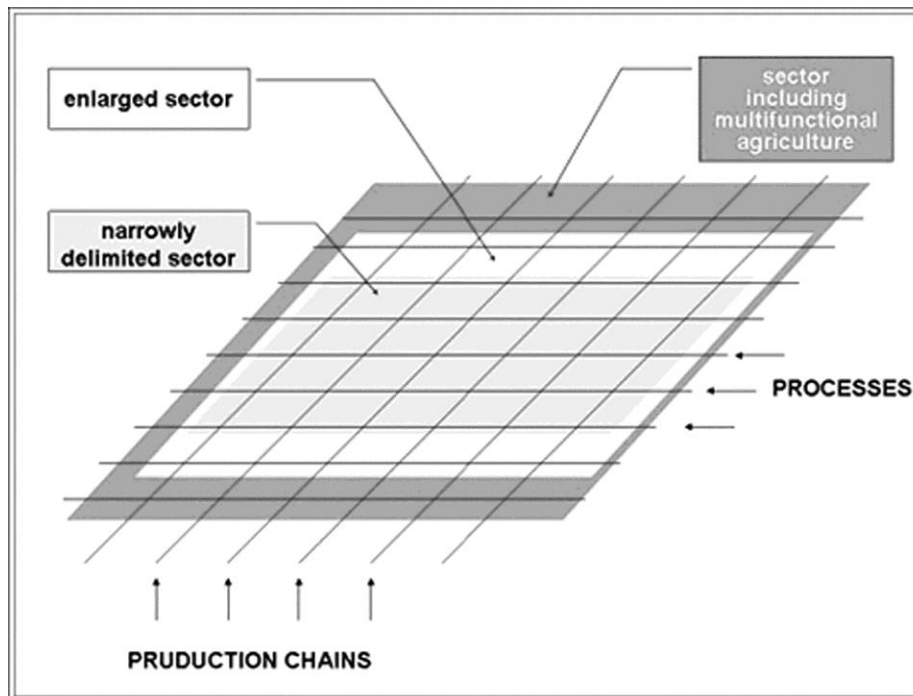 enlarged sector
sector
including
multifunctional
agriculture
narrowly
delimited sector
PROCESSES
PRUDUCTION CHAINS